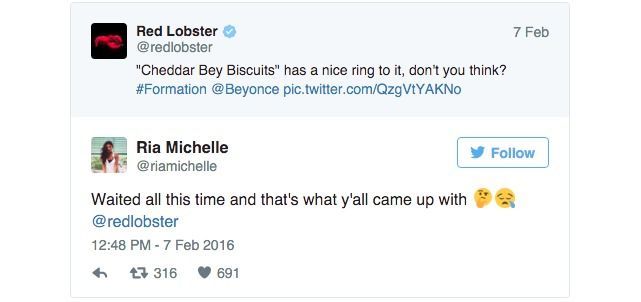 Red Lobster
7 Feb
@redlobster
"Cheddar Bey Biscuits" has a nice ring to it, don't you think?
#Formation @Beyonce pic.twitter.com/QzgVtYAKNo
Ria Michelle
Follow
@riamichelle
Waited all this time and that's what y'all came up with 🤔😪
@redlobster
12:48 PM - 7 Feb 2016
316 691